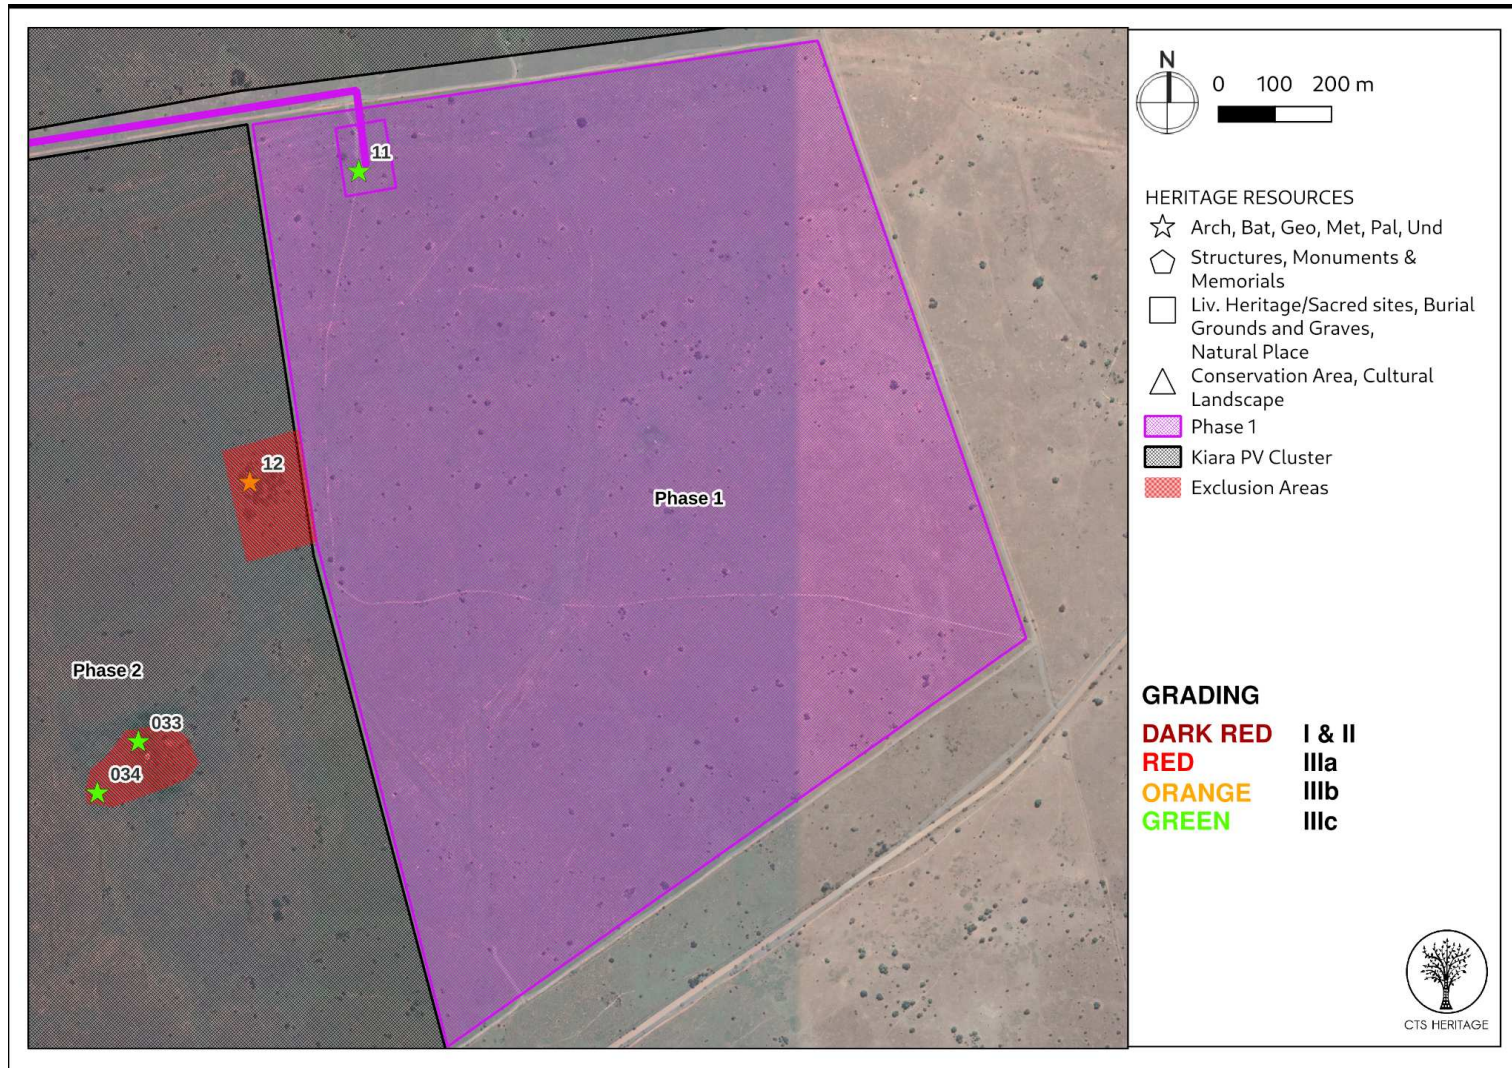 11
12
Phase 1
Phase 2
033
034
N
0 100 200 m
HERITAGE RESOURCES
Arch, Bat, Geo, Met, Pal, Und
Structures, Monuments &
Memorials
Liv. Heritage/Sacred sites, Burial
Grounds and Graves,
Natural Place
Conservation Area, Cultural
Landscape
Phase 1
Kiara PV Cluster
Exclusion Areas
GRADING
DARK RED I & II
RED IIIa
ORANGE IIIb
GREEN IIIc
CTS HERITAGE